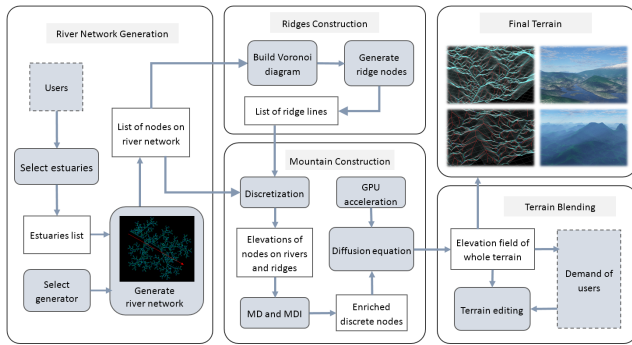 River Network Generation
Users
Select estuaries
Estuaries list
Select
generator
List of nodes on
river network
Generate
river network
Ridges Construction
Build Voronoi
diagram
Generate
ridge nodes
List of ridge lines
Mountain Construction
Discretization
GPU
acceleration
Elevations of
nodes on rivers
and ridges
Diffusion equation
MD and MDI
Enriched
discrete nodes
Final Terrain
Terrain Blending
Elevation field of
whole terrain
Demand of
users
Terrain editing